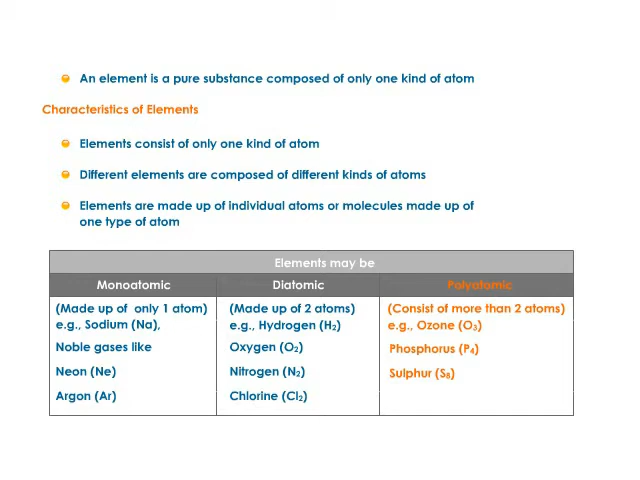 An element is a pure substance composed of only one kind of atom
Characteristics of Elements
Elements consist of only one kind of atom
Different elements are composed of different kinds of atoms
Elements are made up of individual atoms or molecules made up of
one type of atom
Elements may be
Monoatomic
Diatomic
Polyatomic
(Made up of only 1 atom)
e.g., Sodium (Na),
Noble gases like
Neon (Ne)
Argon (Ar)
(Made up of 2 atoms)
e.g., Hydrogen (H₂)
Oxygen (O₂)
Nitrogen (N₂)
Chlorine (Cl₂)
(Consist of more than 2 atoms)
e.g., Ozone (O₃)
Phosphorus (P₄)
Sulphur (S₈)